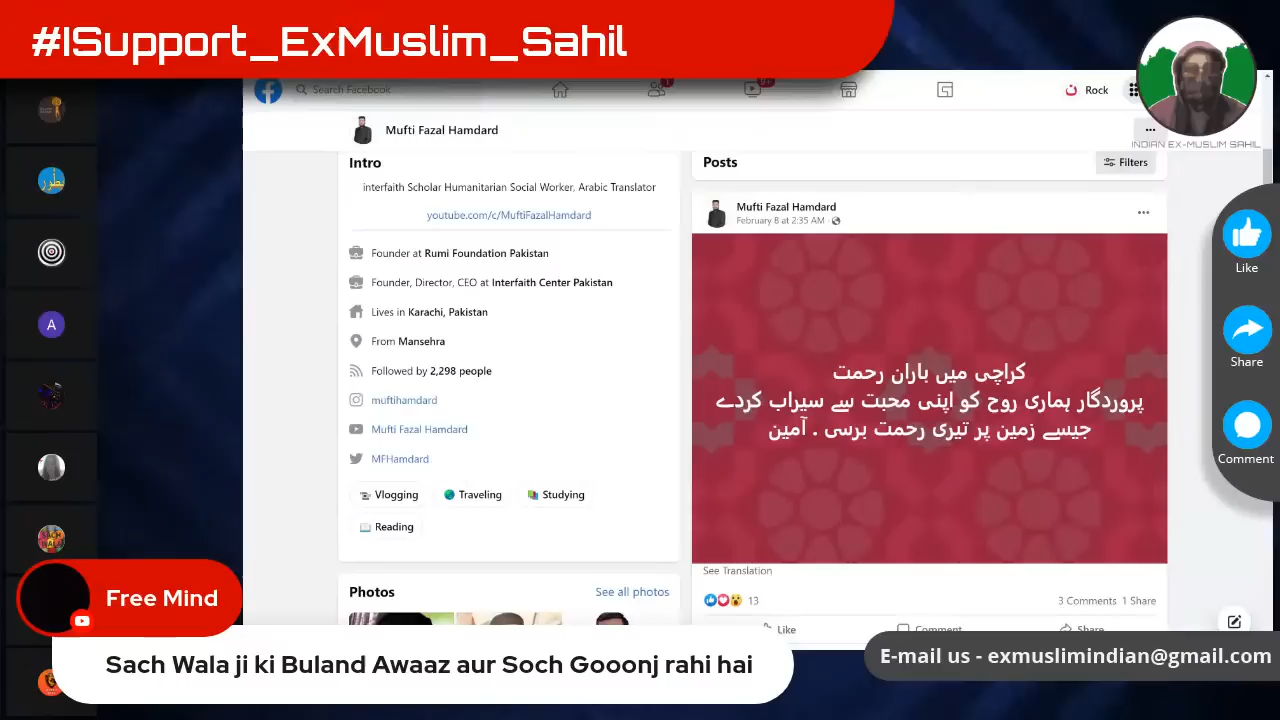 #ISupport_ExMuslim_Sahil
Search Facebook
Rock
INDIAN EX-MUSLIM SAHIL
Mufti Fazal Hamdard
Intro
interfaith Scholar Humanitarian Social Worker, Arabic Translator
youtube.com/c/MuftiFazalHamdard
Founder at Rumi Foundation Pakistan
Founder, Director, CEO at Interfaith Center Pakistan
Lives in Karachi, Pakistan
From Mansehra
Followed by 2,298 people
muftihamdard
Mufti Fazal Hamdard
MFHamdard
Vlogging
Traveling
Studying
Reading
Photos
See all photos
Posts
Filters
Mufti Fazal Hamdard
February 8 at 2:35 AM
کراچی میں باران رحمت
پروردگار ہماری روح کو اپنی محبت سے سیراب کردے
جیسے زمین پر تیری رحمت برسی . آمین
See Translation
13
3 Comments 1 Share
Like
Comment
Share
Like
Share
Comment
A
Free Mind
Sach Wala ji ki Buland Awaaz aur Soch Gooonj rahi hai
E-mail us - exmuslimindian@gmail.com